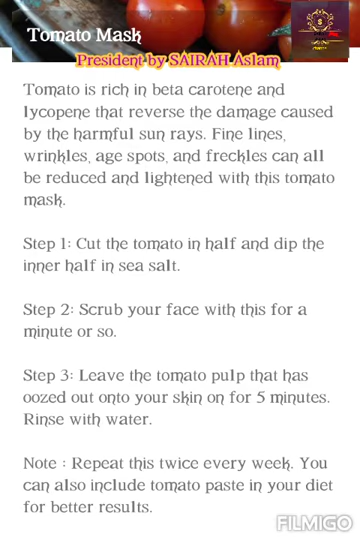 Tomato Mask
President by SAIRAH Aslam
Tomato is rich in beta carotene and
lycopene that reverse the damage caused
by the harmful sun rays. Fine lines,
wrinkles, age spots, and freckles can all
be reduced and lightened with this tomato
mask.
Step 1: Cut the tomato in half and dip the
inner half in sea salt.
Step 2: Scrub your face with this for a
minute or so.
Step 3: Leave the tomato pulp that has
oozed out onto your skin on for 5 minutes.
Rinse with water.
Note : Repeat this twice every week. You
can also include tomato paste in your diet
for better results.
FILMIGO